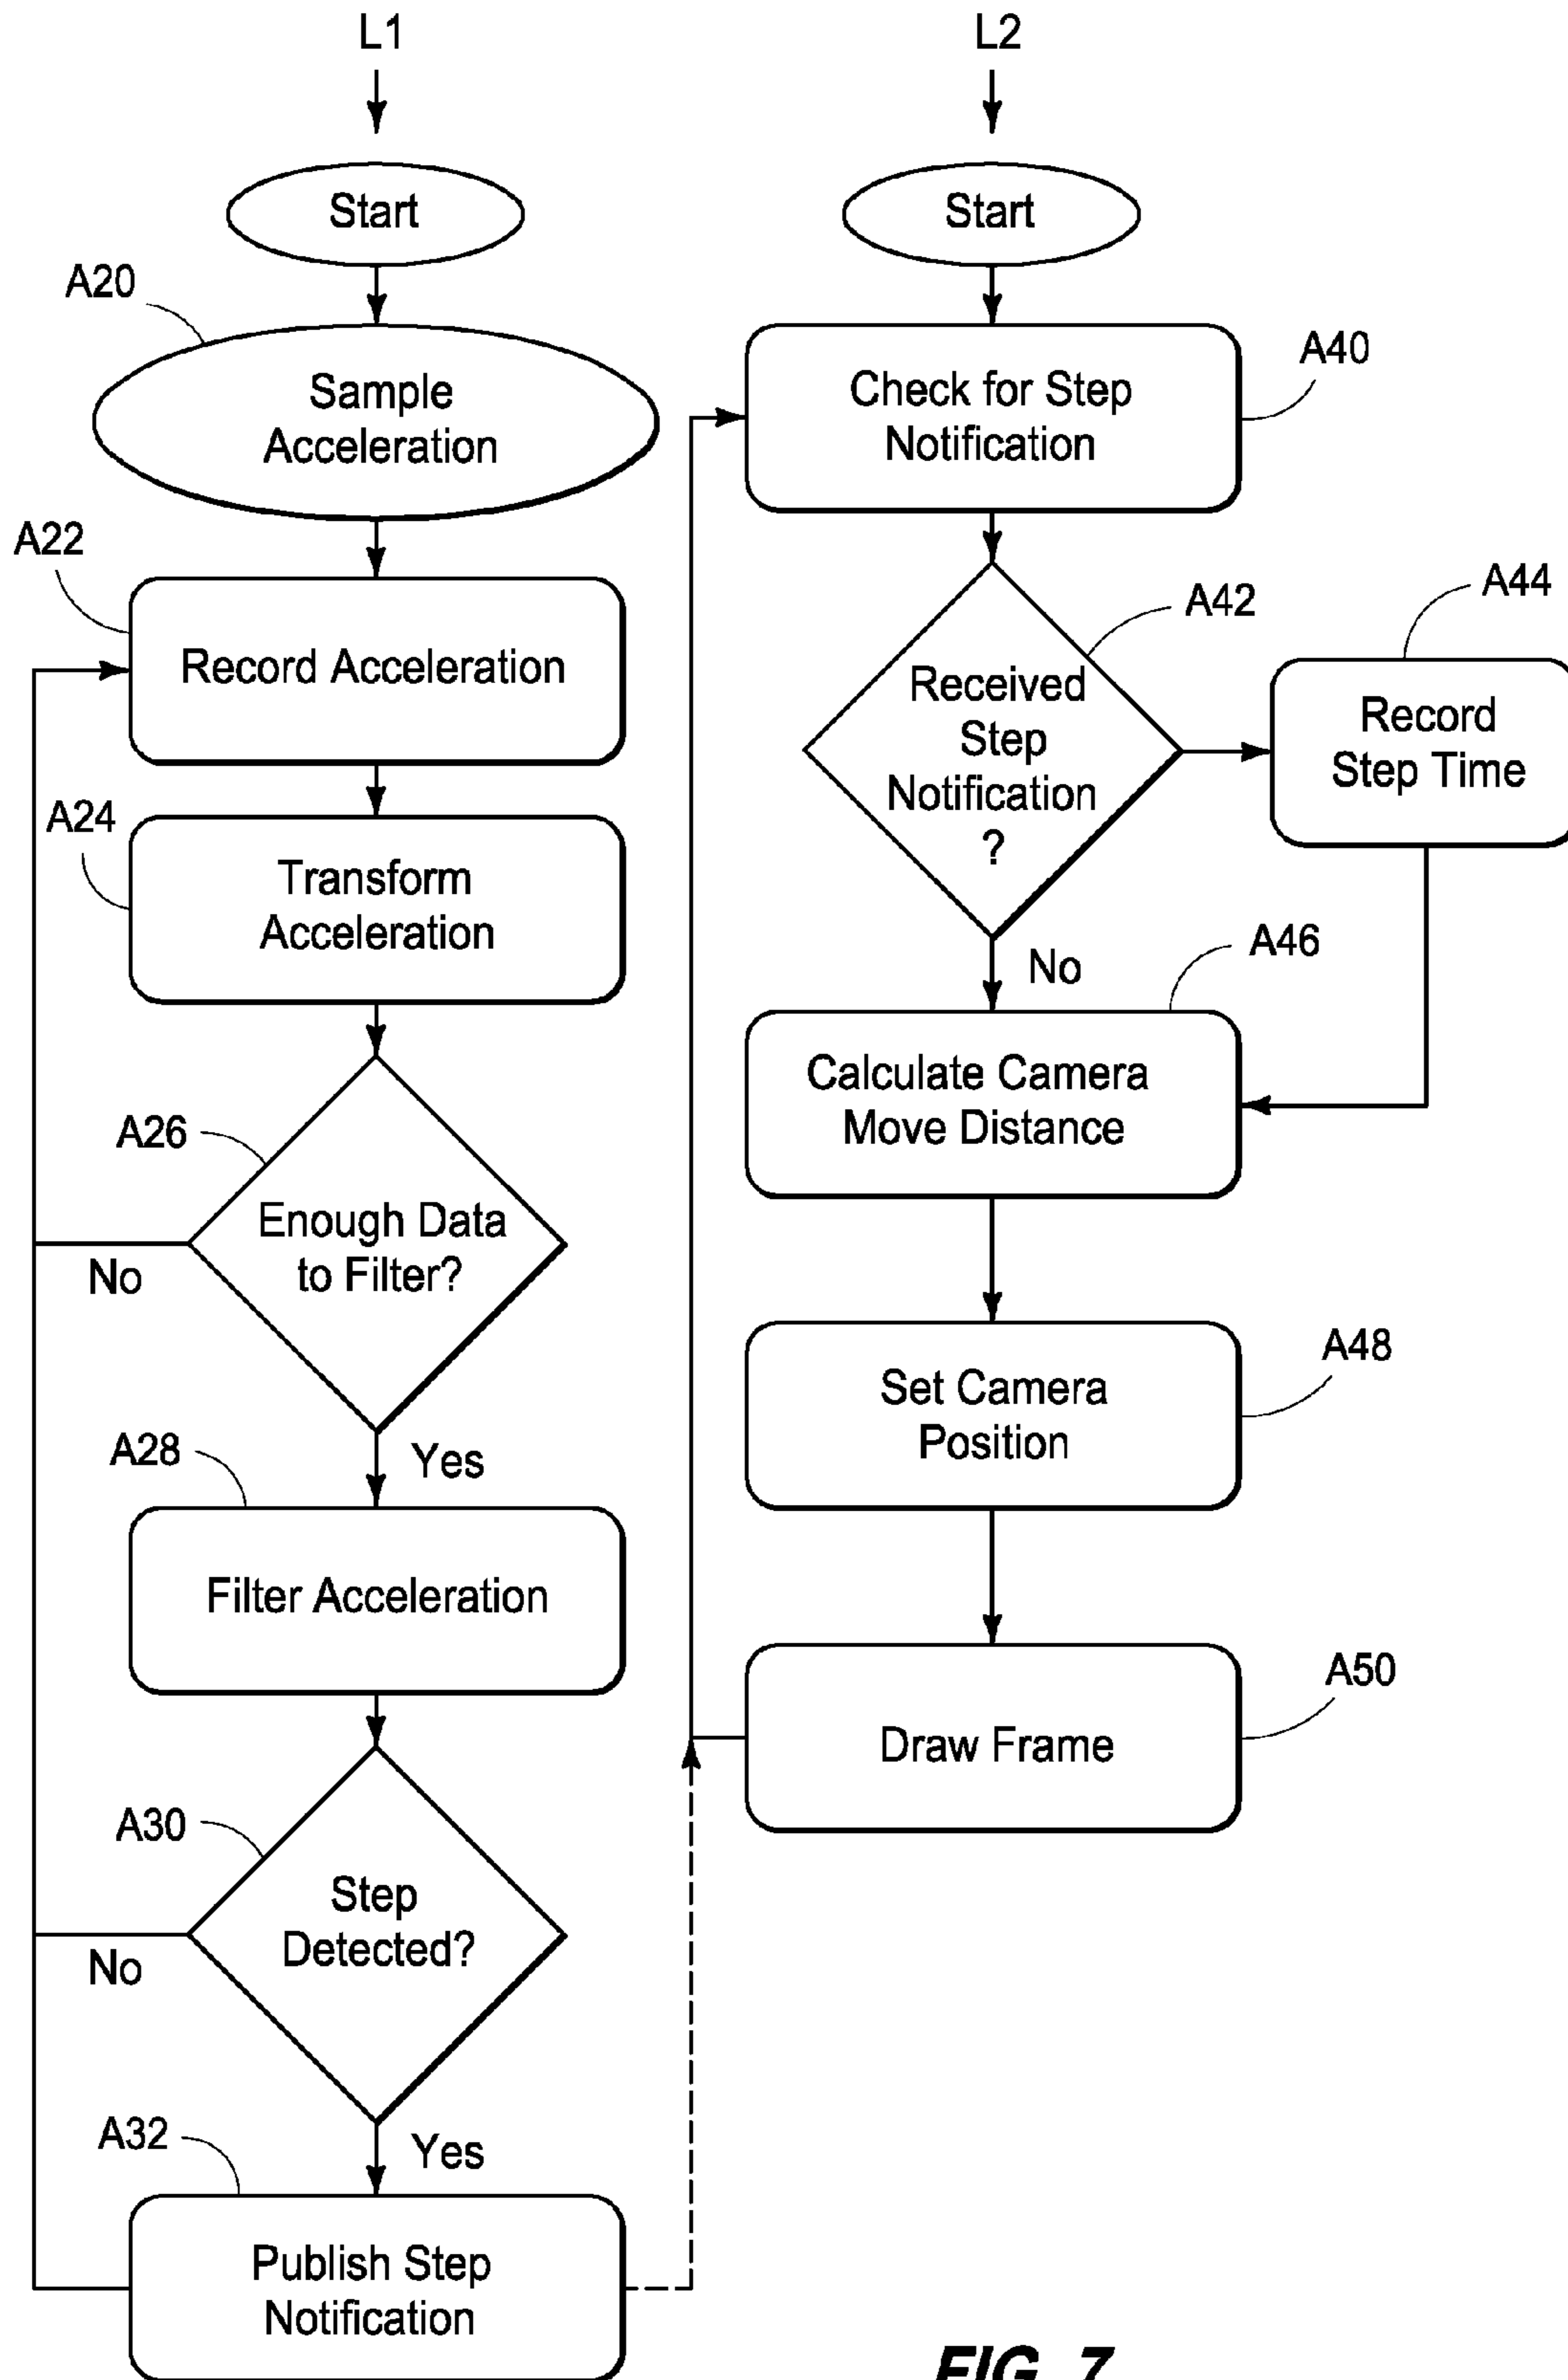 L1
Start
A20
Sample
Acceleration
A22
Record Acceleration
A24
Transform
Acceleration
A26
Enough Data
to Filter?
No
Yes
A28
Filter Acceleration
A30
Step
Detected?
No
Yes
A32
Publish Step
Notification
L2
Start
A40
Check for Step
Notification
A42
Received
Step
Notification
?
A44
Record
Step Time
No
A46
Calculate Camera
Move Distance
A48
Set Camera
Position
A50
Draw Frame
FIG. 7